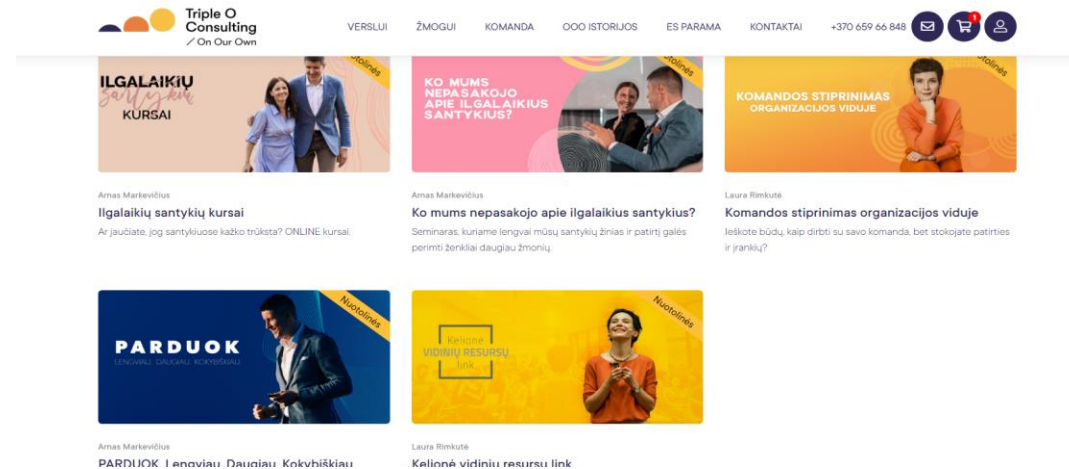 Triple O
Consulting
/ On Our Own
VERSLUI ŽMOGUI KOMANDA OOO ISTORIJOS ES PARAMA KONTAKTAI +370 659 66 848 1
ILGALAIKIŲ
santykių
KURSAI
Nuotolinės
KO MUMS
NEPASAKOJO
APIE ILGALAIKIUS
SANTYKIUS?
KOMANDOS STIPRINIMAS
ORGANIZACIJOS VIDUJE
Arnas Markevičius
Ilgalaikių santykių kursai
Ar jaučiate, jog santykiuose kažko trūksta? ONLINE kursai.
Arnas Markevičius
Ko mums nepasakojo apie ilgalaikius santykius?
Seminaras, kuriame lengvai mūsų santykių žinias ir patirtį galės
perimti ženkliai daugiau žmonių.
Laura Rimkutė
Komandos stiprinimas organizacijos viduje
Ieškote būdų, kaip dirbti su savo komanda, bet stokojate patirties
ir įrankių?
PARDUOK
LENGVIAU. DAUGIAU. KOKYBIŠKIAU.
Nuotolinės
Kelionė
VIDINIŲ RESURSŲ
link
Nuotolinės
Arnas Markevičius
PARDUOK. Lengviau. Daugiau. Kokybiškiau
Laura Rimkutė
Kelionė vidinių resursų link